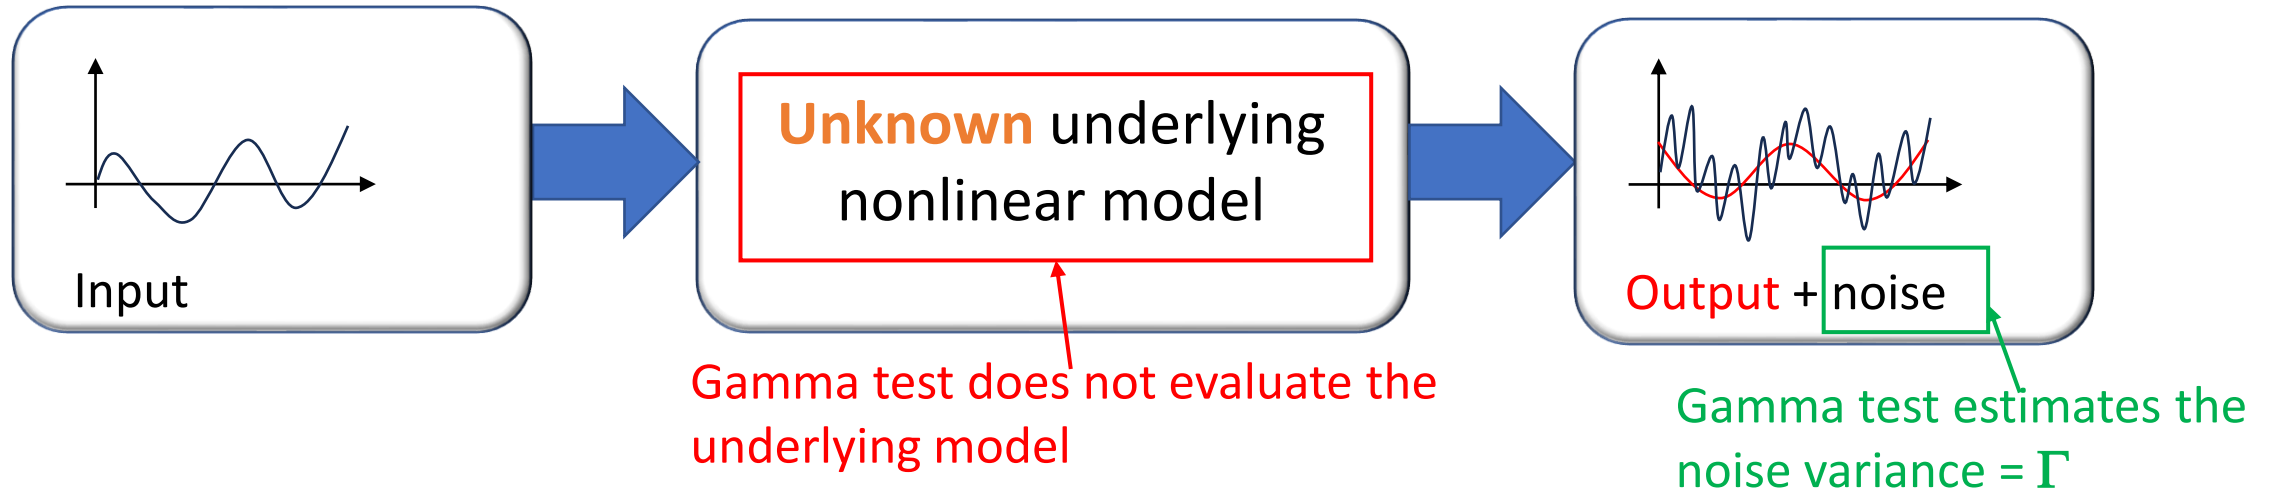 Input
Unknown underlying
nonlinear model
Output + noise
Gamma test does not evaluate the
underlying model
Gamma test estimates the
noise variance = Γ